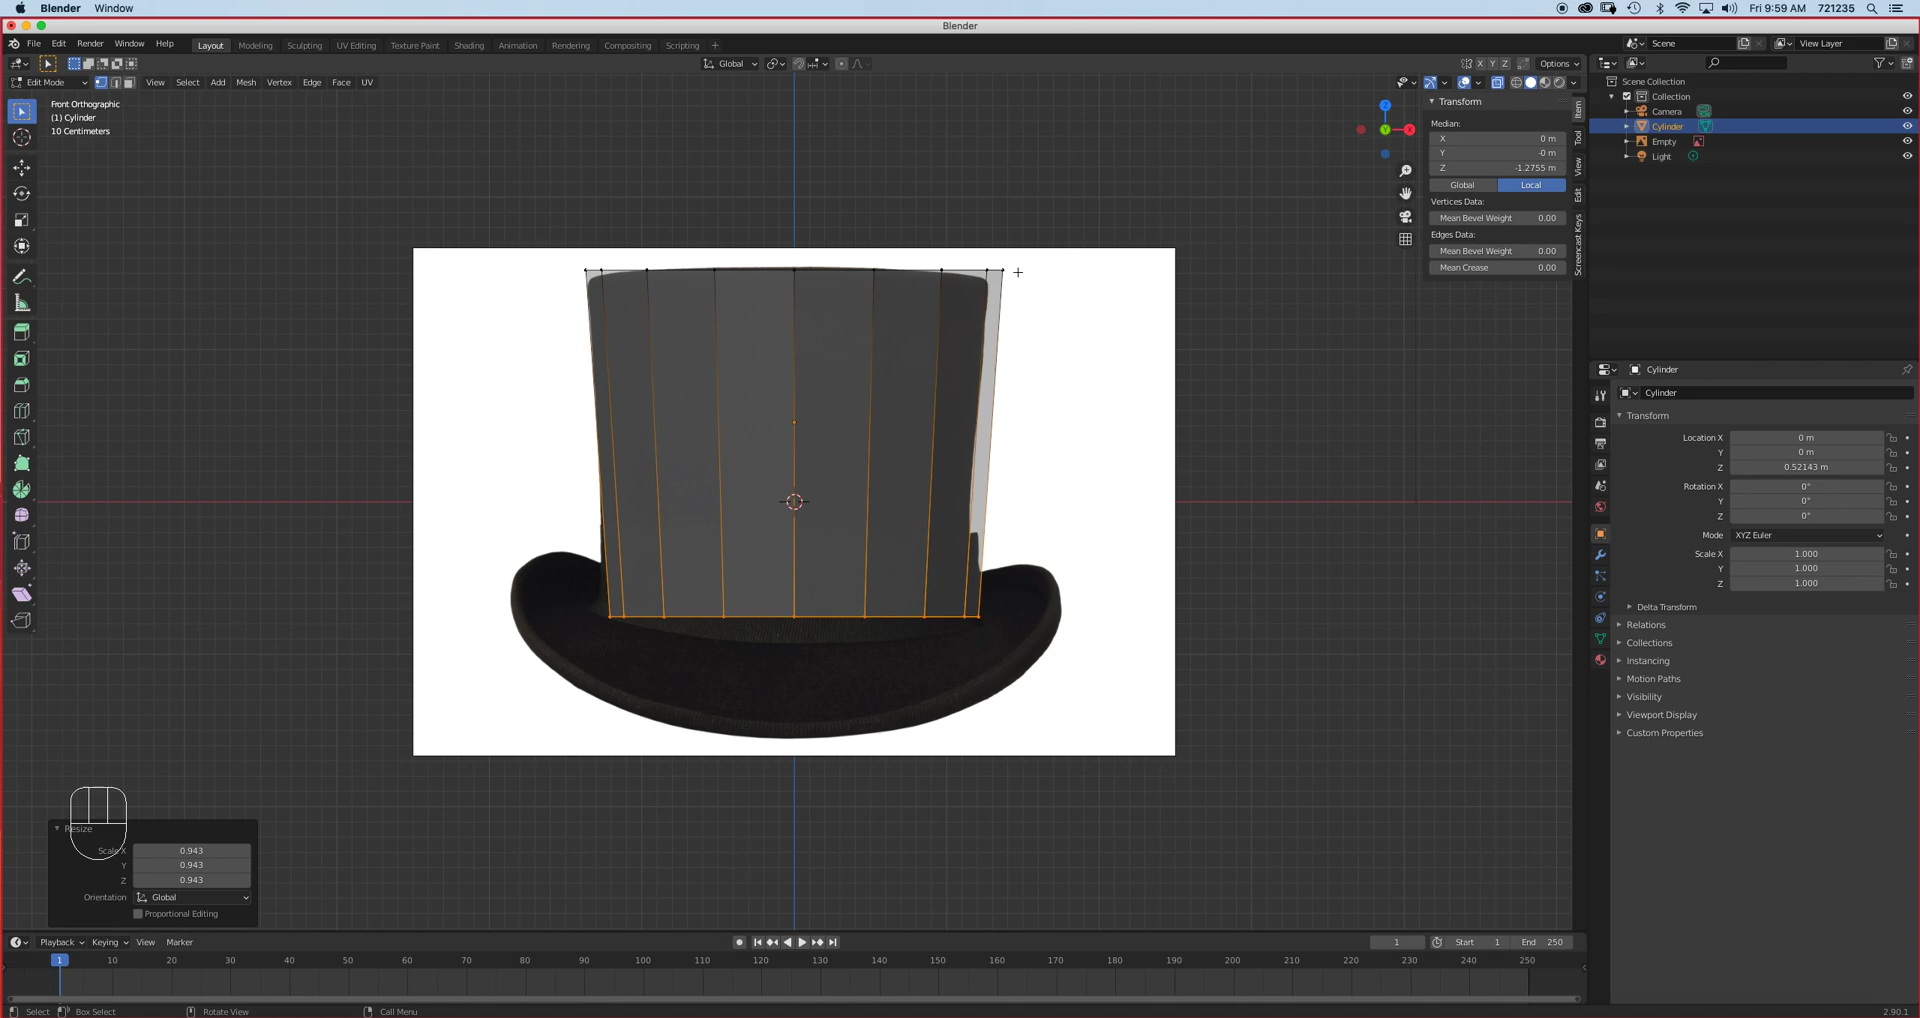 Blender Window Fri 9:59 AM 721235
Blender
File Edit Render Window Help Layout Modeling Sculpting UV Editing Texture Paint Shading Animation Rendering Compositing Scripting + Scene View Layer
Global X Y Z Options
Edit Mode View Select Add Mesh Vertex Edge Face UV
Front Orthographic
(1) Cylinder
10 Centimeters
Z
Y
X
Transform
Median:
X 0 m
Y -0 m
Z -1.2755 m
Global Local
Vertices Data:
Mean Bevel Weight 0.00
Edges Data:
Mean Bevel Weight 0.00
Mean Crease 0.00
Item
Tool
View
Edit
Screencast Keys
Scene Collection
Collection
Camera
Cylinder
Empty
Light
Cylinder
Cylinder
Transform
Location X 0 m
Y 0 m
Z 0.52143 m
Rotation X 0°
Y 0°
Z 0°
Mode XYZ Euler
Scale X 1.000
Y 1.000
Z 1.000
Delta Transform
Relations
Collections
Instancing
Motion Paths
Visibility
Viewport Display
Custom Properties
Resize
Scale X 0.943
Y 0.943
Z 0.943
Orientation Global
Proportional Editing
Playback Keying View Marker 1 Start 1 End 250
1 10 20 30 40 50 60 70 80 90 100 110 120 130 140 150 160 170 180 190 200 210 220 230 240 250
Select Box Select Rotate View Call Menu 2.90.1